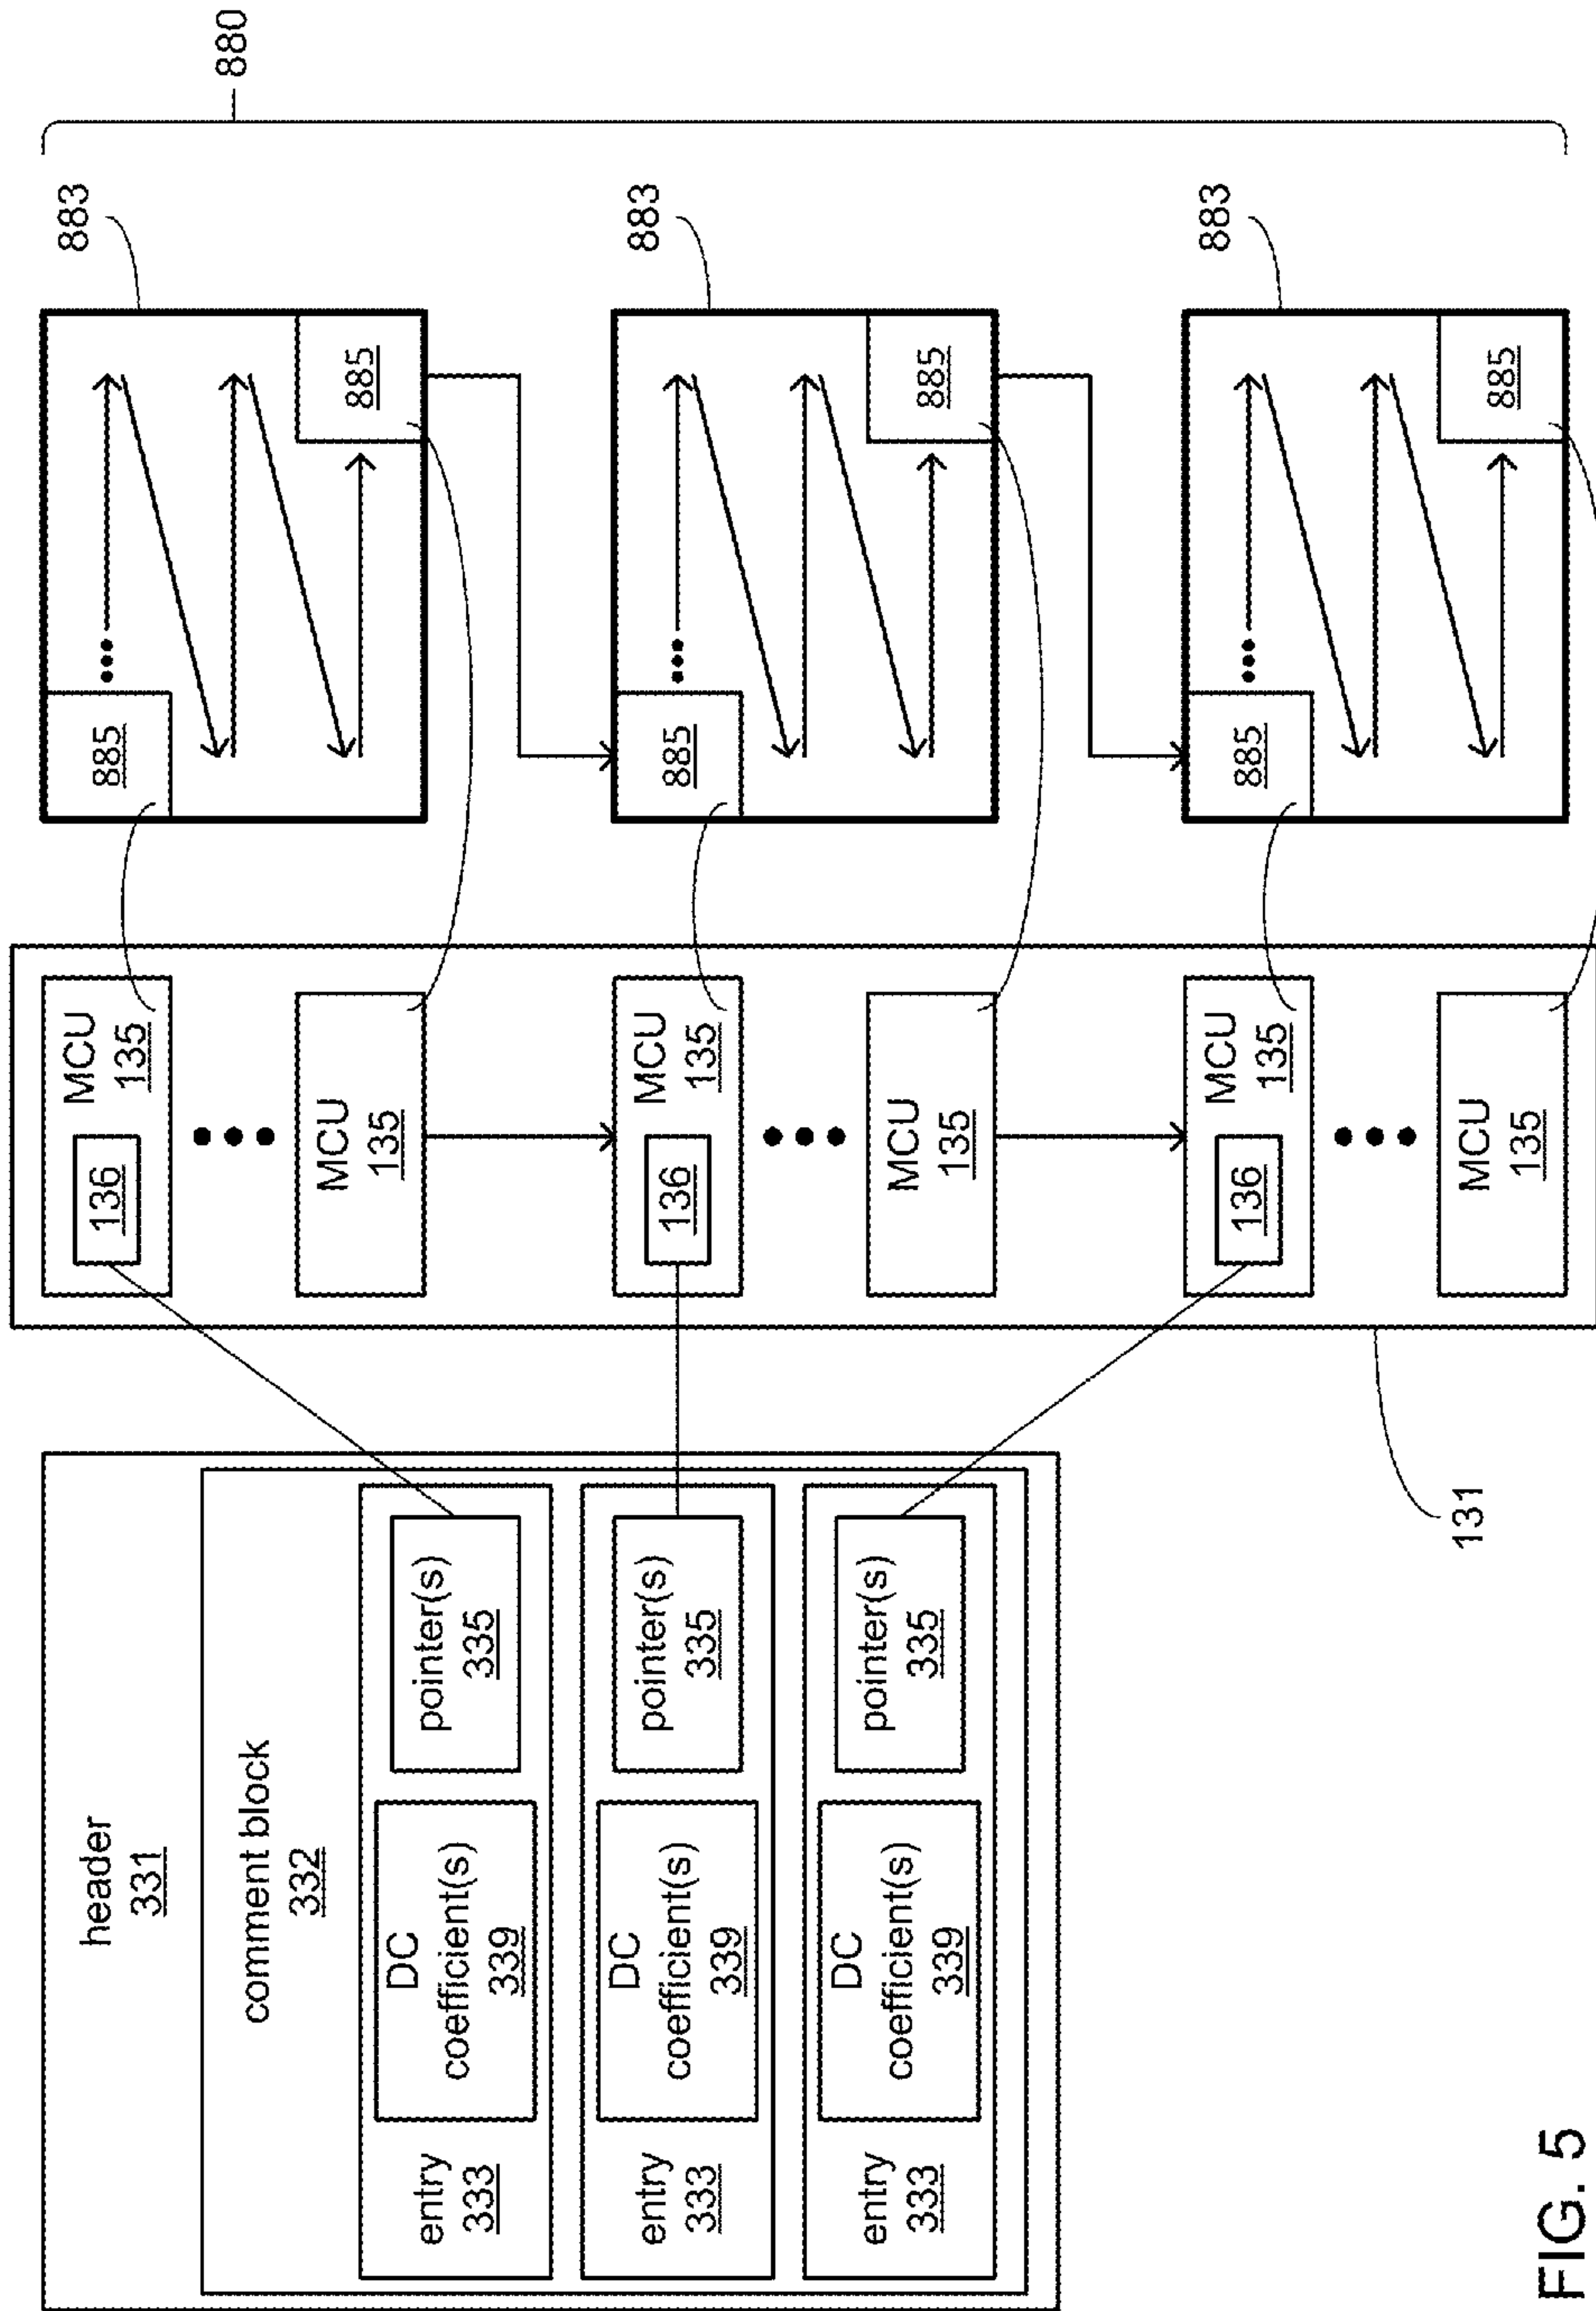 header
331
comment block
332
entry
333
DC
coefficient(s)
339
pointer(s)
335
entry
333
DC
coefficient(s)
339
pointer(s)
335
entry
333
DC
coefficient(s)
339
pointer(s)
335
131
136
MCU
135
MCU
135
136
MCU
135
MCU
135
136
MCU
135
MCU
135
885
885
883
885
885
883
885
885
883
880
FIG. 5